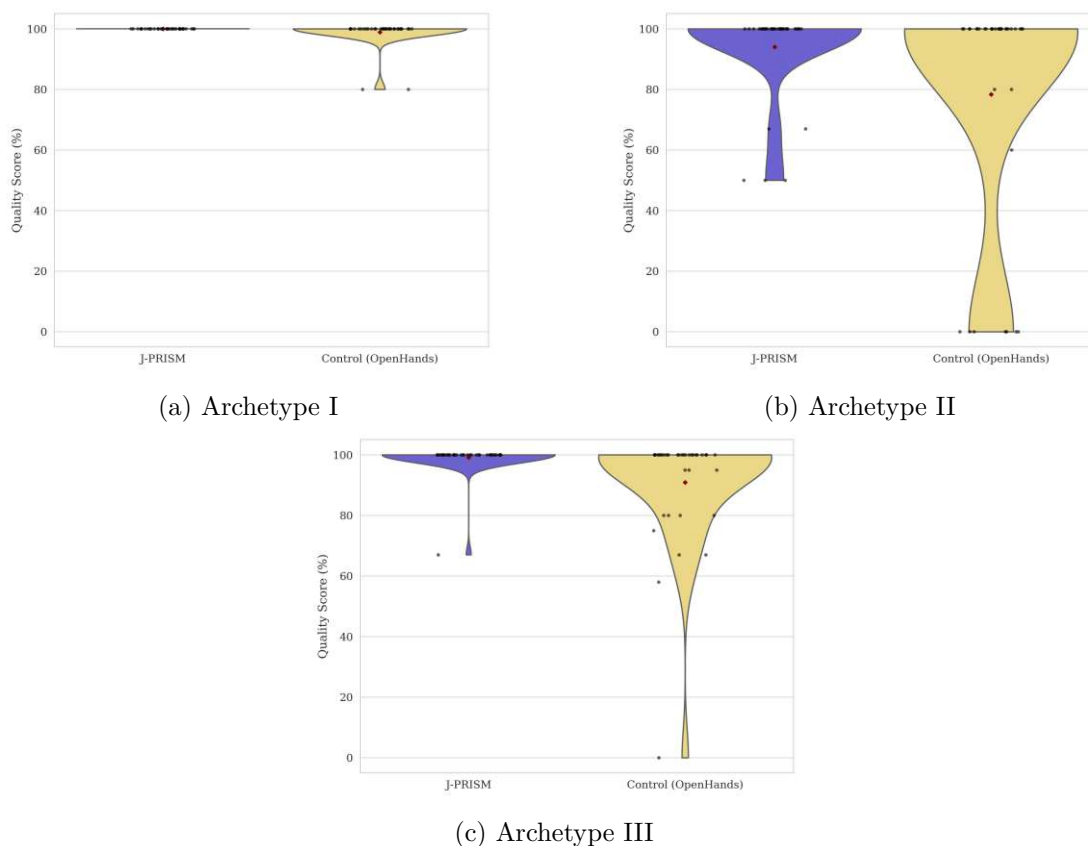 100
80
60
40
20
0
Quality Score (%)
J-PRISM Control (OpenHands)
(a) Archetype I
100
80
60
40
20
0
Quality Score (%)
J-PRISM Control (OpenHands)
(b) Archetype II
100
80
60
40
20
0
Quality Score (%)
J-PRISM Control (OpenHands)
(c) Archetype III